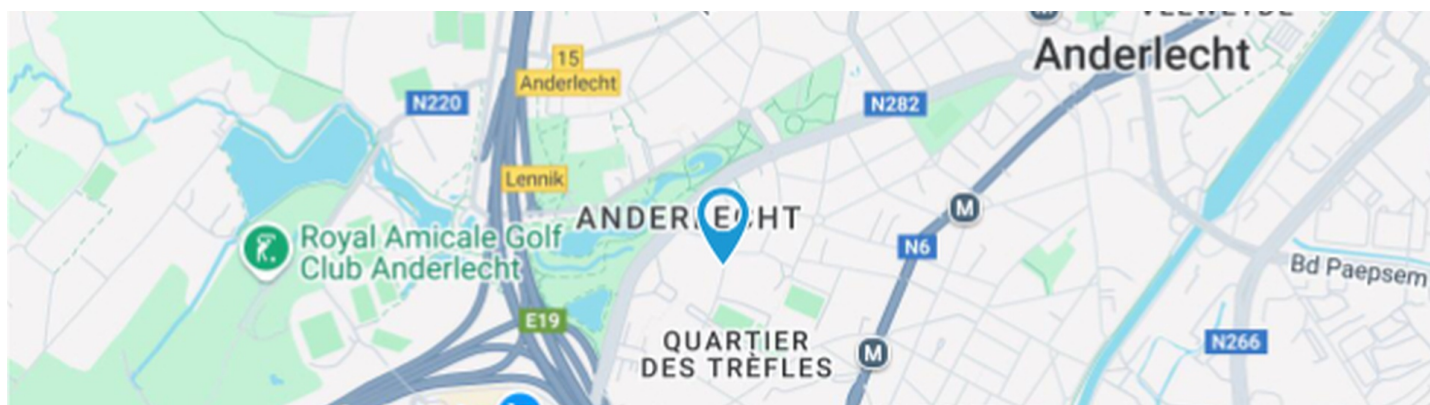 15
Anderlecht
Anderlecht
N220
N282
Lennik
ANDERLECHT
M
Royal Amicale Golf
Club Anderlecht
N6
Bd Paepsem
E19
QUARTIER
DES TRÈFLES
M
N266